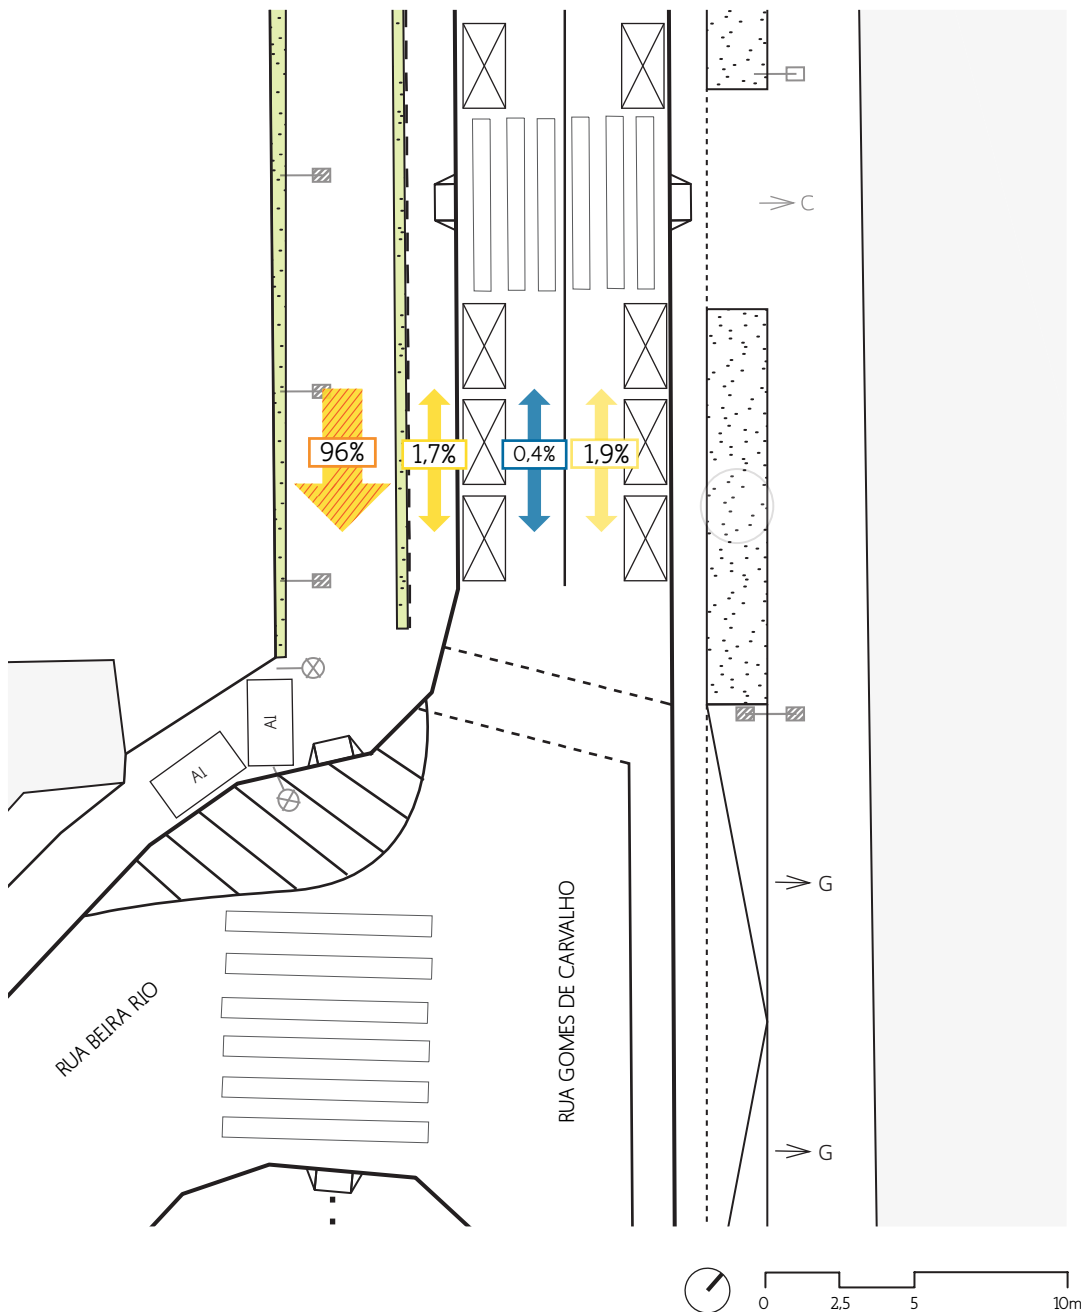 C
96%
1,7%
0,4%
1,9%
AI
AI
G
RUA BEIRA RIO
RUA GOMES DE CARVALHO
G
0
2,5
5
10m